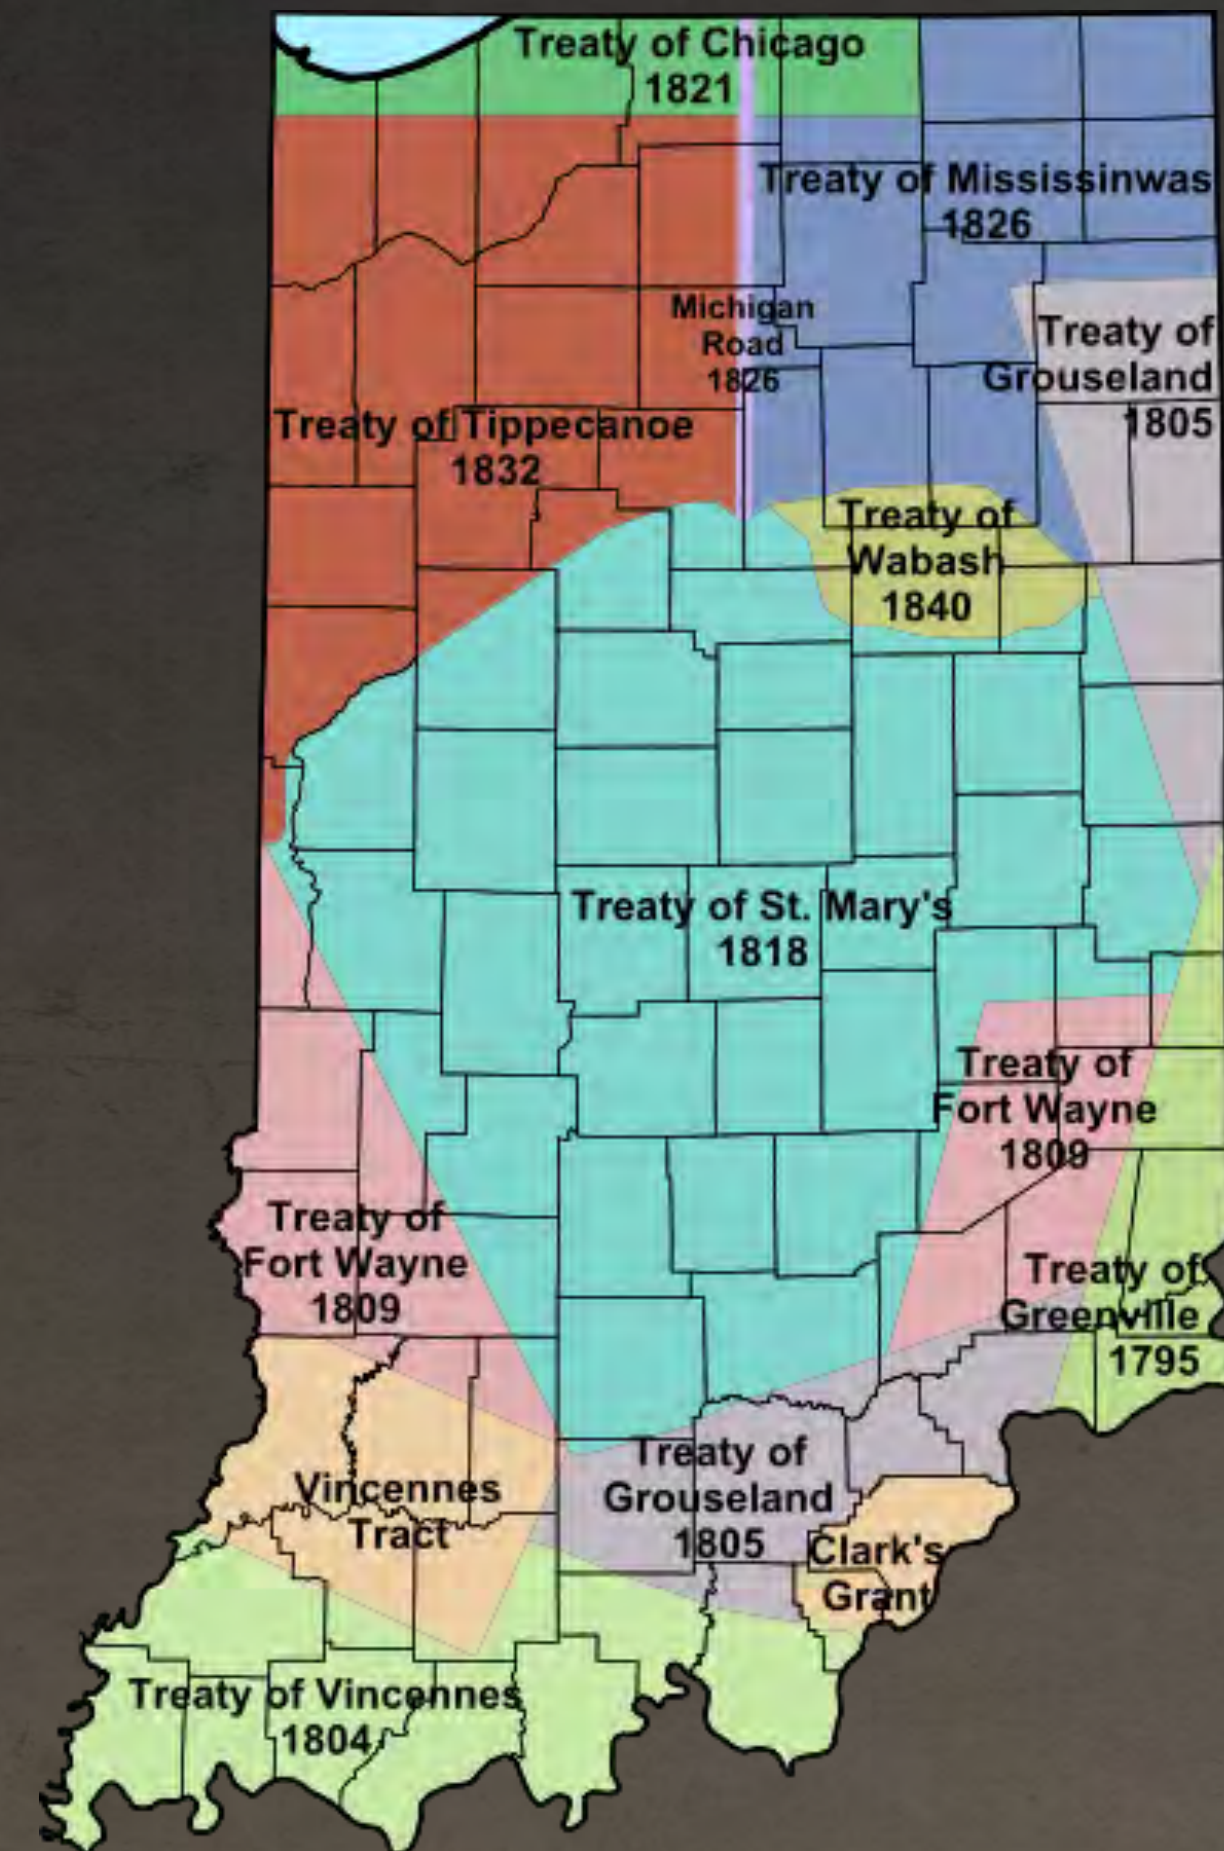 Treaty of Chicago
1821
Treaty of Mississinwas
1826
Michigan
Road
1826
Treaty of
Grouseland
1805
Treaty of Tippecanoe
1832
Treaty of
Wabash
1840
Treaty of St. Mary's
1818
Treaty of
Fort Wayne
1809
Treaty of
Fort Wayne
1809
Treaty of
Greenville
1795
Treaty of
Grouseland
1805
Vincennes
Tract
Clark's
Grant
Treaty of Vincennes
1804